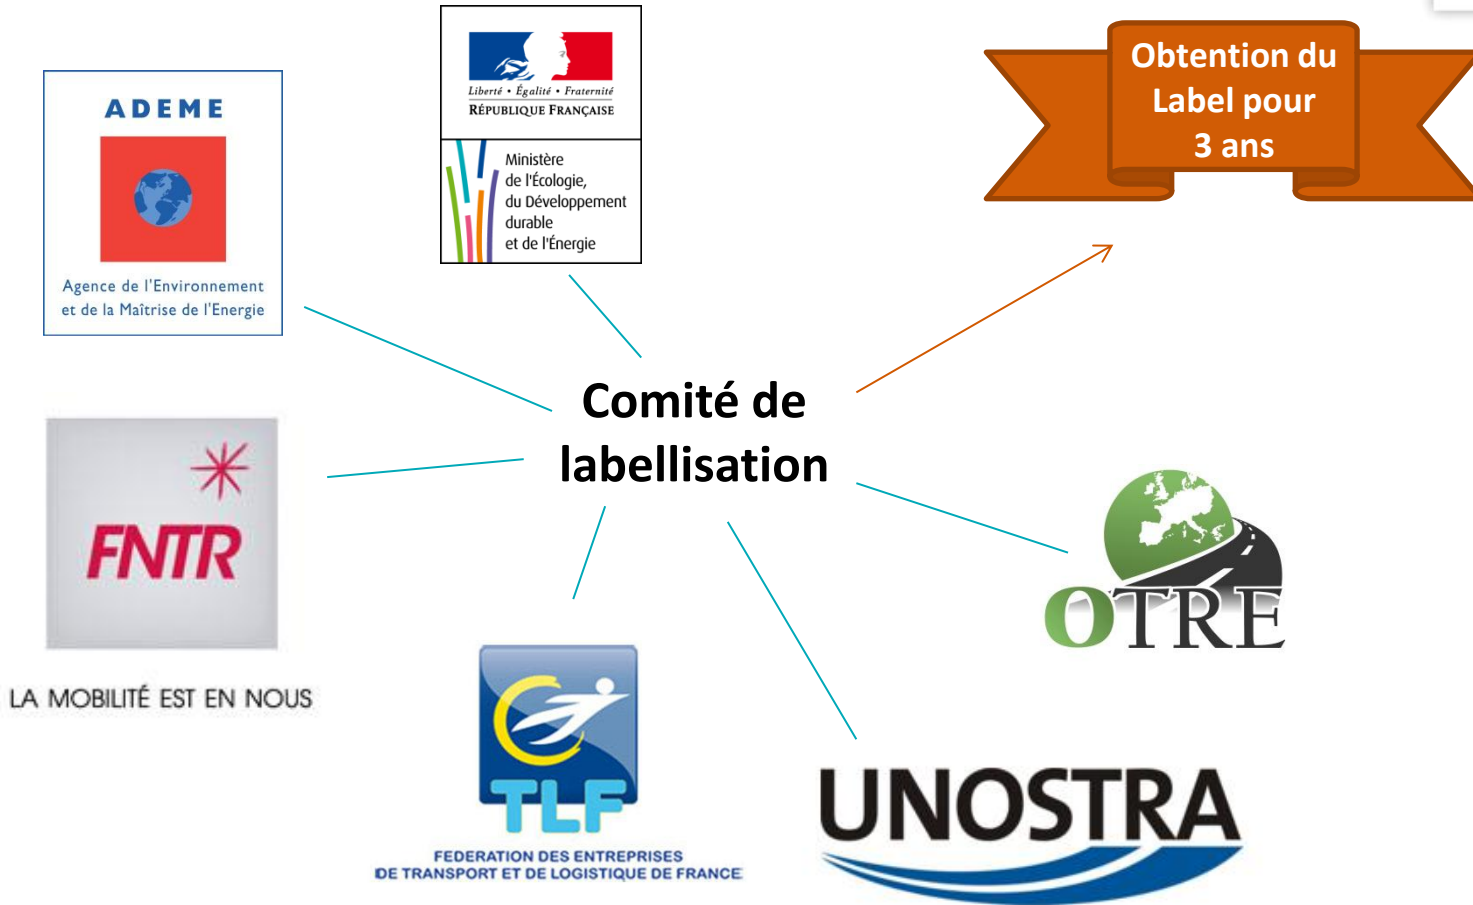 ADEME
Agence de l'Environnement
et de la Maîtrise de l'Energie
Liberté • Égalité • Fraternité
RÉPUBLIQUE FRANÇAISE
Ministère
de l'Écologie,
du Développement
durable
et de l'Énergie
Obtention du
Label pour
3 ans
Comité de
labellisation
FNTR
LA MOBILITÉ EST EN NOUS
OTRE
TLF
FEDERATION DES ENTREPRISES
DE TRANSPORT ET DE LOGISTIQUE DE FRANCE
UNOSTRA